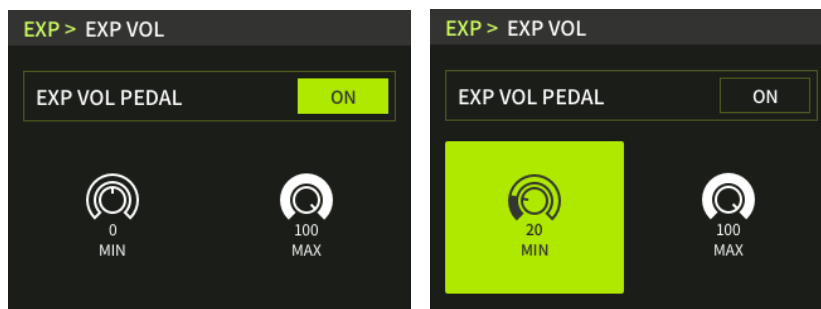 EXP > EXP VOL
EXP VOL PEDAL ON
0 100
MIN MAX
EXP > EXP VOL
EXP VOL PEDAL ON
20 100
MIN MAX